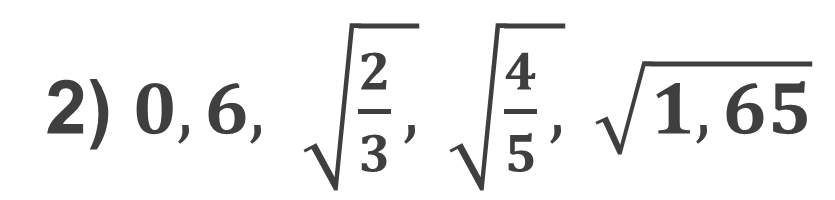 2) 0,6, √(2/3), √(4/5), √1,65